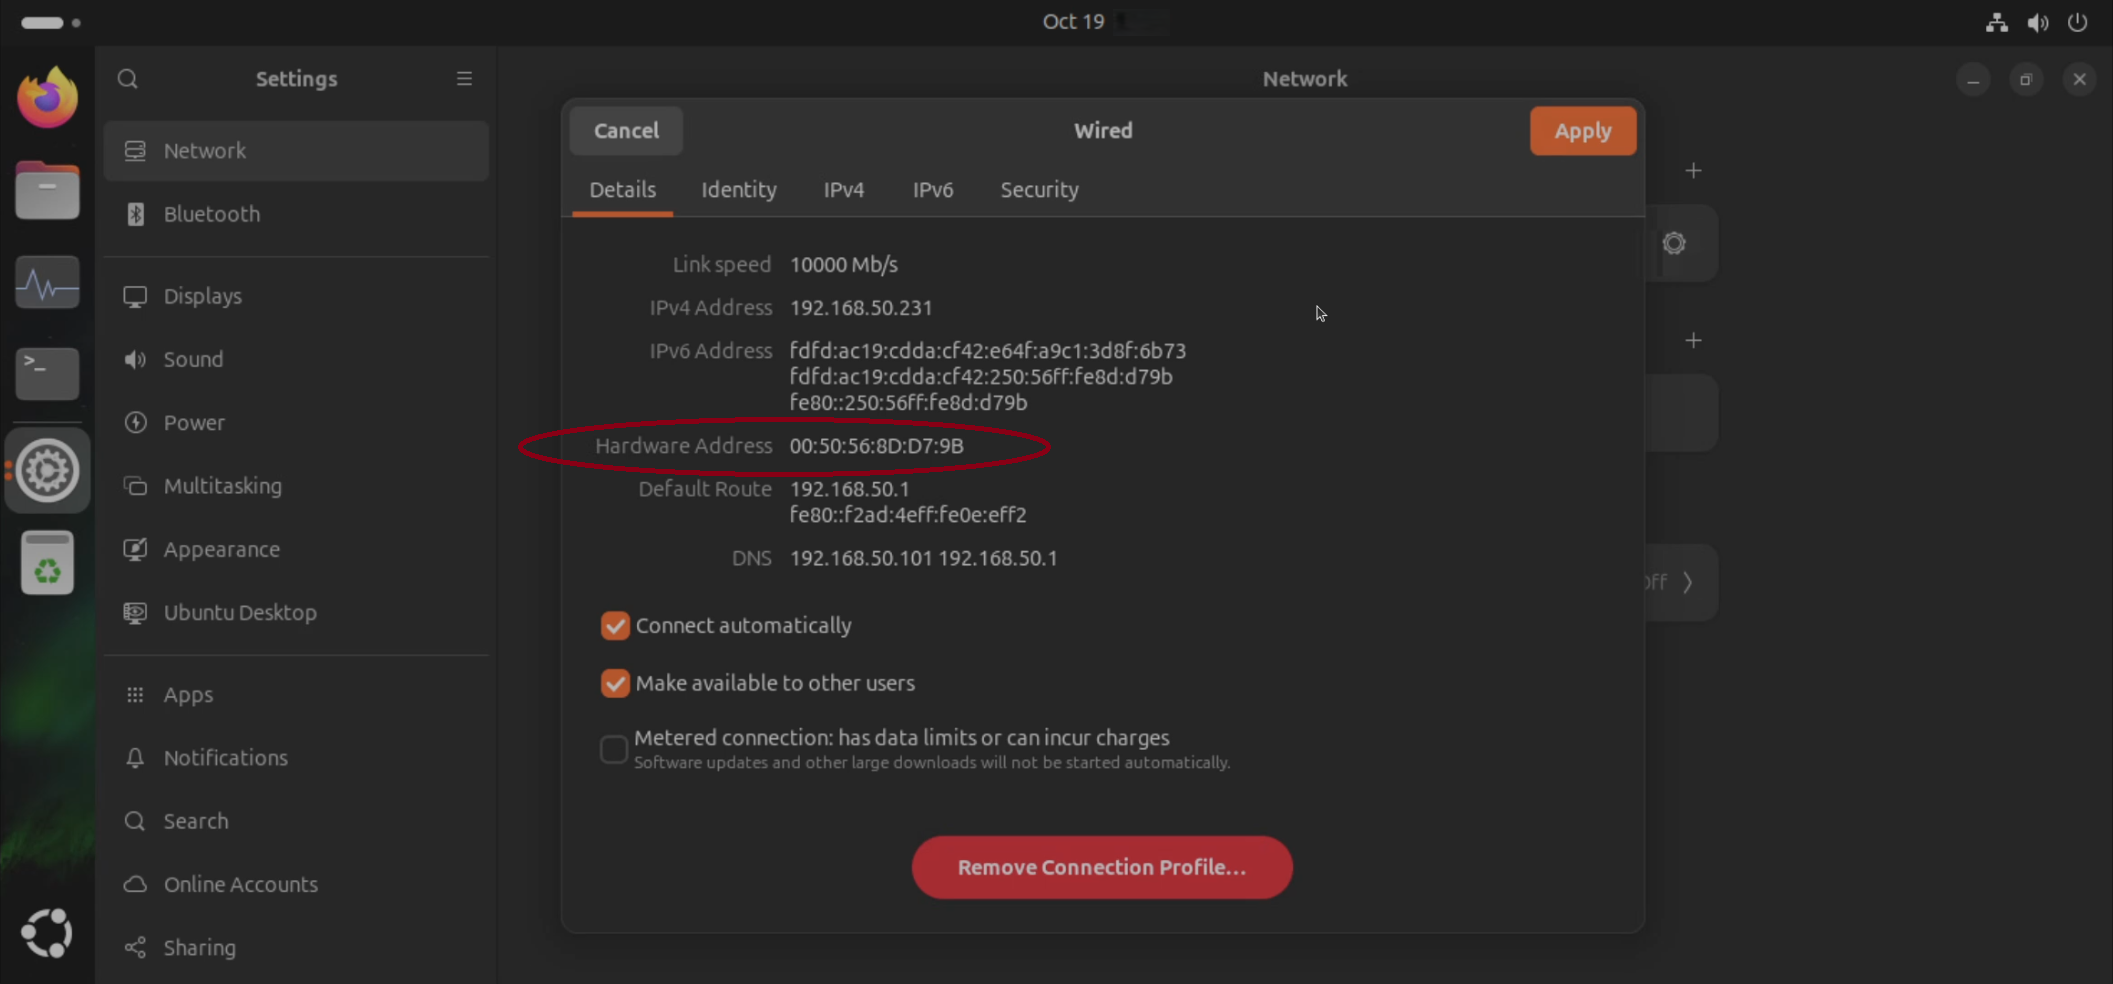 Oct 19
Settings
Network
Bluetooth
Displays
Sound
Power
Multitasking
Appearance
Ubuntu Desktop
Apps
Notifications
Search
Online Accounts
Sharing
Network
Cancel
Wired
Apply
Details Identity IPv4 IPv6 Security
Link speed 10000 Mb/s
IPv4 Address 192.168.50.231
IPv6 Address fdfd:ac19:cdda:cf42:e64f:a9c1:3d8f:6b73
fdfd:ac19:cdda:cf42:250:56ff:fe8d:d79b
fe80::250:56ff:fe8d:d79b
Hardware Address 00:50:56:8D:D7:9B
Default Route 192.168.50.1
fe80::f2ad:4eff:fe0e:eff2
DNS 192.168.50.101 192.168.50.1
Connect automatically
Make available to other users
Metered connection: has data limits or can incur charges
Software updates and other large downloads will not be started automatically.
Remove Connection Profile…
off